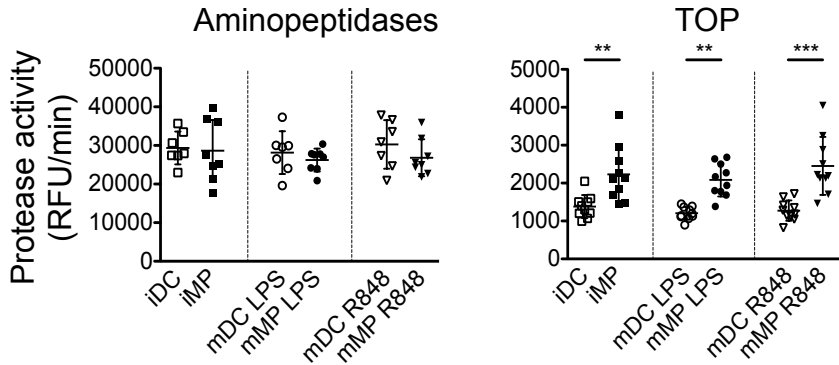 Aminopeptidases
TOP
Protease activity
(RFU/min)
50000
40000
30000
20000
10000
0
iDC
iMP
mDC LPS
mMP LPS
mDC R848
mMP R848
**
**
***
5000
4000
3000
2000
1000
0
iDC
iMP
mDC LPS
mMP LPS
mDC R848
mMP R848